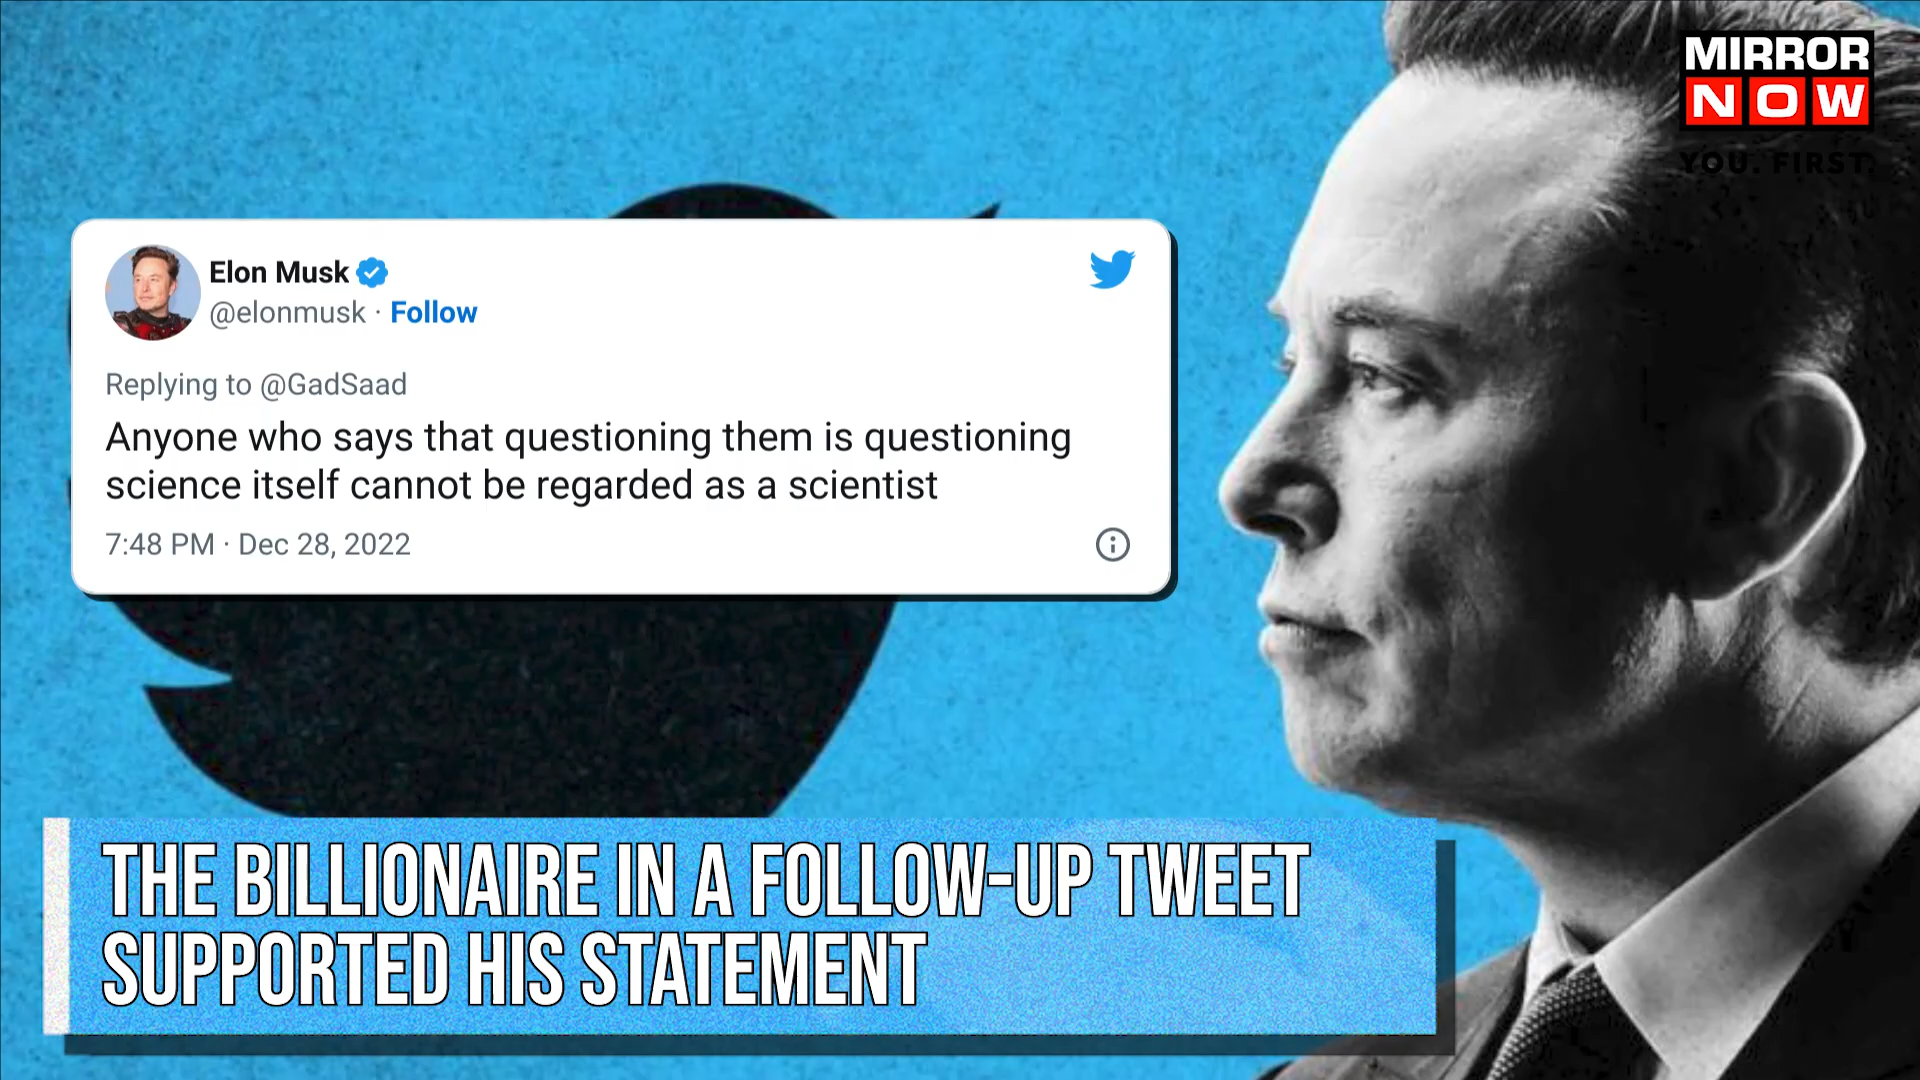 MIRROR
NOW
YOU. FIRST.
Elon Musk
@elonmusk · Follow
Replying to @GadSaad
Anyone who says that questioning them is questioning
science itself cannot be regarded as a scientist
7:48 PM · Dec 28, 2022
THE BILLIONAIRE IN A FOLLOW-UP TWEET
SUPPORTED HIS STATEMENT